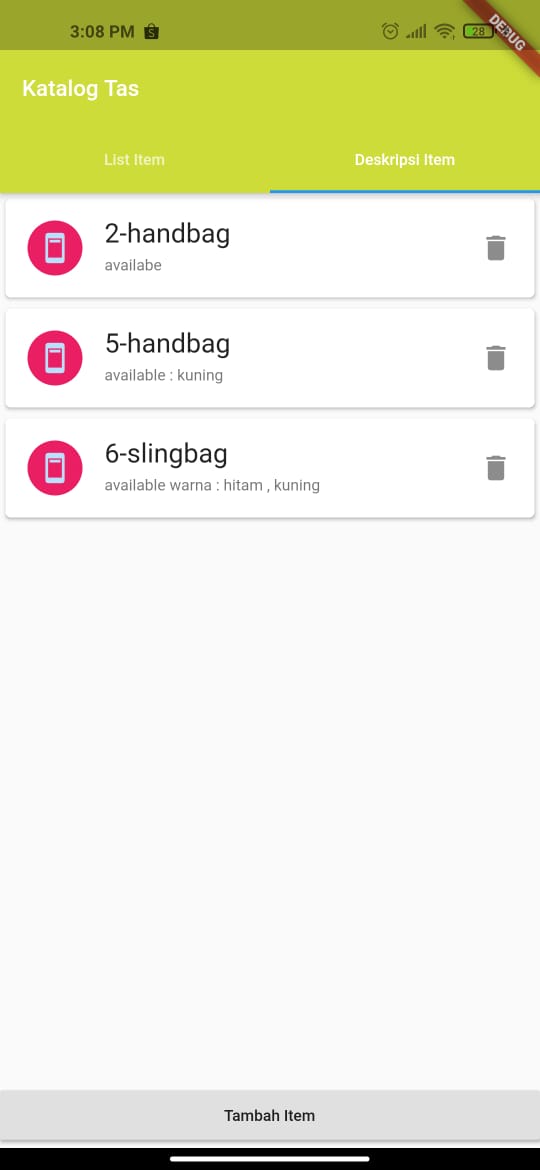 3:08 PM
28
DEBUG
Katalog Tas
List Item
Deskripsi Item
2-handbag
availabe
5-handbag
available : kuning
6-slingbag
available warna : hitam , kuning
Tambah Item